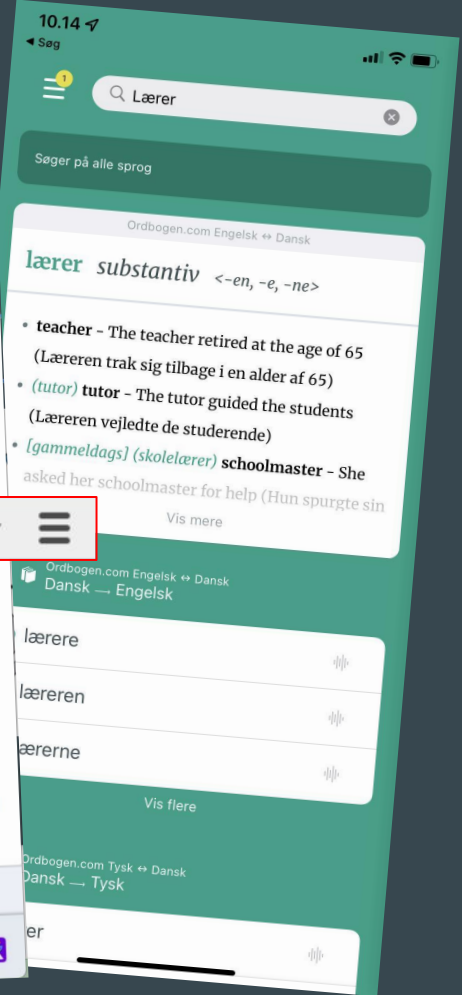 10.14
◀ Søg
1
Lærer
Søger på alle sprog
Ordbogen.com Engelsk ↔ Dansk
lærer substantiv <-en, -e, -ne>
• teacher – The teacher retired at the age of 65
(Læreren trak sig tilbage i en alder af 65)
• (tutor) tutor – The tutor guided the students
(Læreren vejledte de studerende)
• [gammeldags] (skolelærer) schoolmaster – She
asked her schoolmaster for help (Hun spurgte sin
Vis mere
Ordbogen.com Engelsk ↔ Dansk
Dansk → Engelsk
lærere
læreren
ærerne
Vis flere
Ordbogen.com Tysk ↔ Dansk
Dansk → Tysk
er